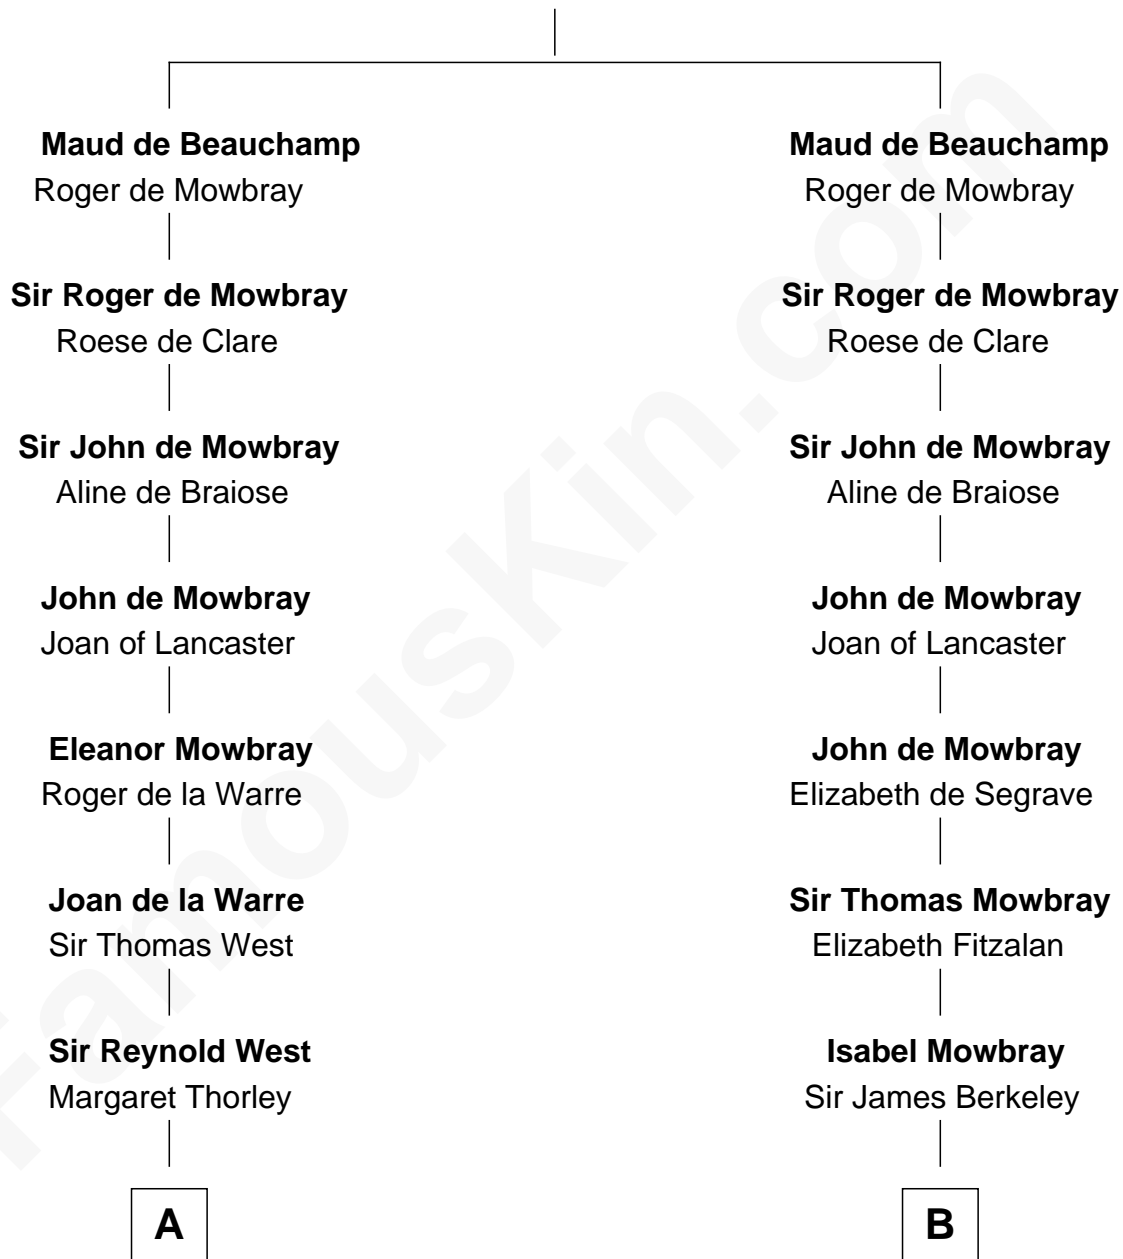 Maud de Beauchamp
Roger de Mowbray
Sir Roger de Mowbray
Roese de Clare
Sir John de Mowbray
Aline de Braiose
John de Mowbray
Joan of Lancaster
Eleanor Mowbray
Roger de la Warre
Joan de la Warre
Sir Thomas West
Sir Reynold West
Margaret Thorley
A
Maud de Beauchamp
Roger de Mowbray
Sir Roger de Mowbray
Roese de Clare
Sir John de Mowbray
Aline de Braiose
John de Mowbray
Joan of Lancaster
John de Mowbray
Elizabeth de Segrave
Sir Thomas Mowbray
Elizabeth Fitzalan
Isabel Mowbray
Sir James Berkeley
B
FamousKin.com